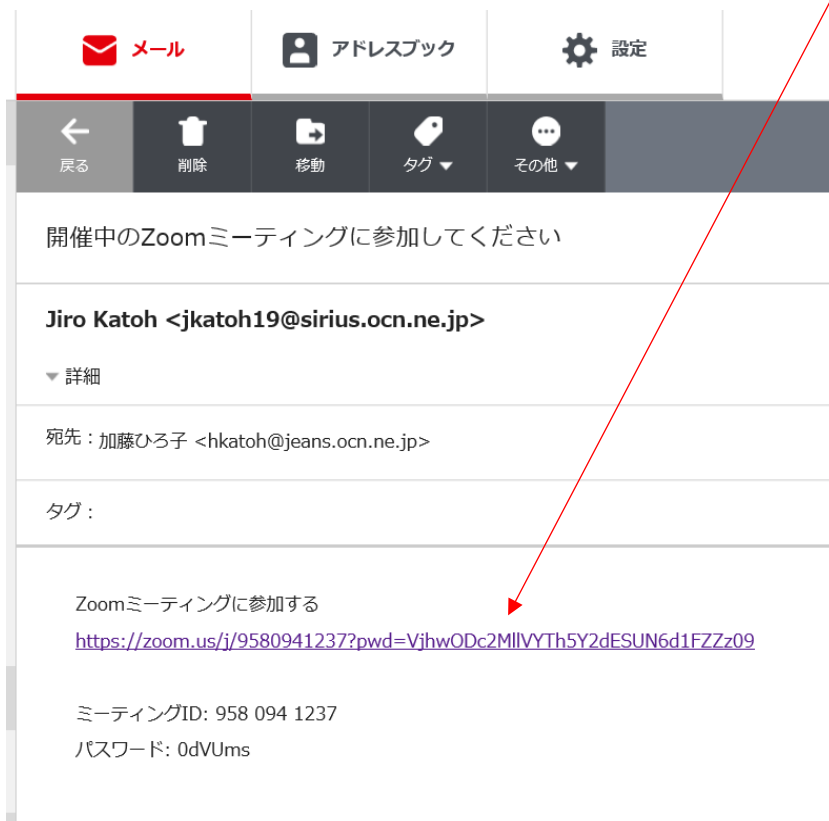 メール アドレスブック 設定
戻る 削除 移動 タグ▼ その他▼
開催中のZoomミーティングに参加してください
Jiro Katoh <jkatoh19@sirius.ocn.ne.jp>
▼詳細
宛先：加藤ひろ子 <hkatoh@jeans.ocn.ne.jp>
タグ：
Zoomミーティングに参加する
https://zoom.us/j/9580941237?pwd=VjhwODc2MllVYTh5Y2dESUN6d1FZZz09
ミーティングID: 958 094 1237
パスワード: 0dVUms